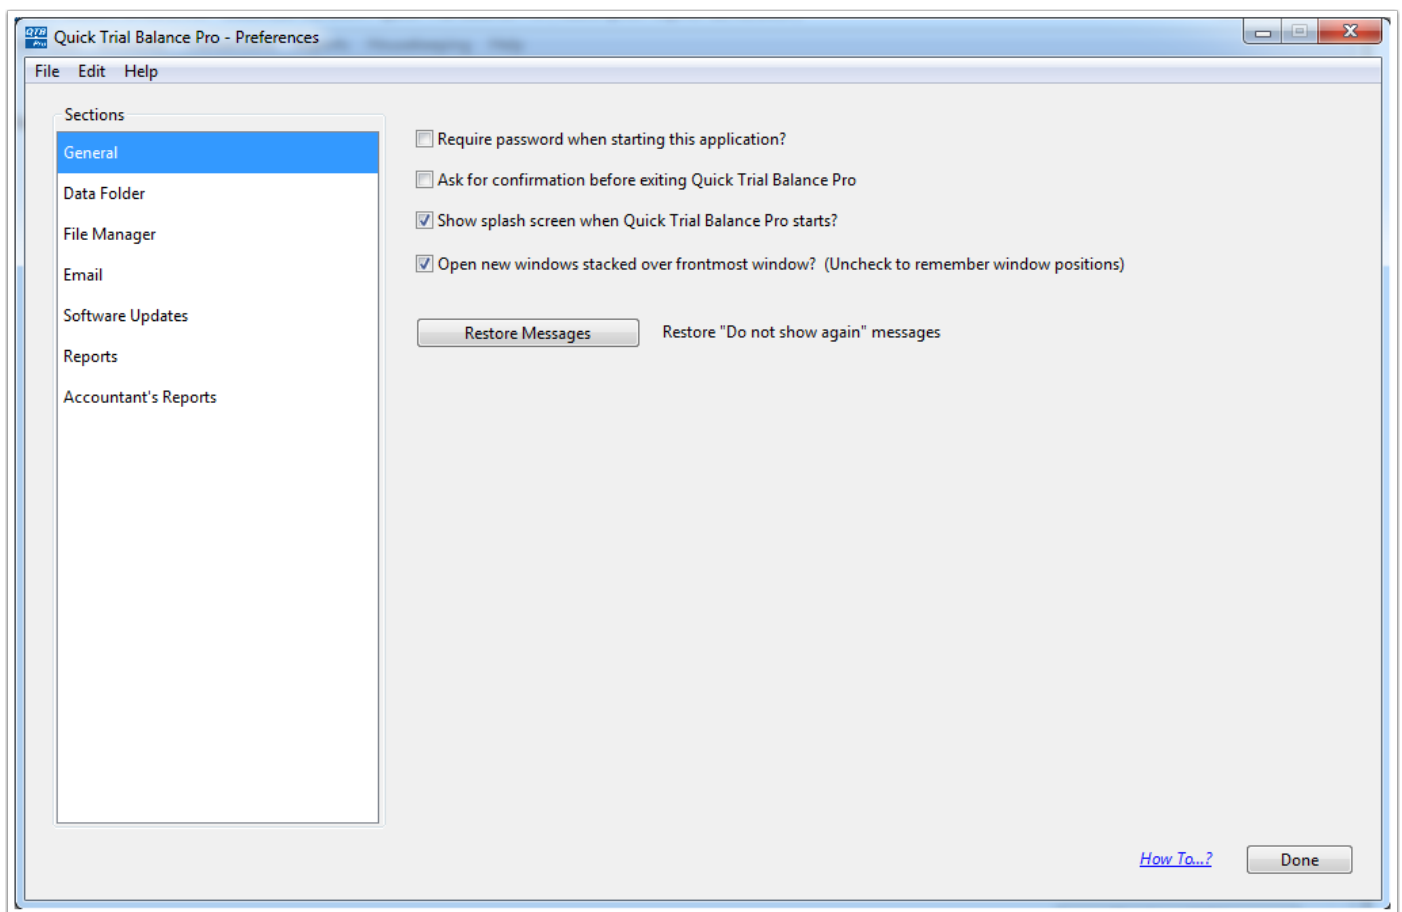 QTB
Pro
Quick Trial Balance Pro - Preferences
File Edit Help
Sections
General
Data Folder
File Manager
Email
Software Updates
Reports
Accountant's Reports
Require password when starting this application?
Ask for confirmation before exiting Quick Trial Balance Pro
Show splash screen when Quick Trial Balance Pro starts?
Open new windows stacked over frontmost window? (Uncheck to remember window positions)
Restore Messages Restore "Do not show again" messages
How To...? Done